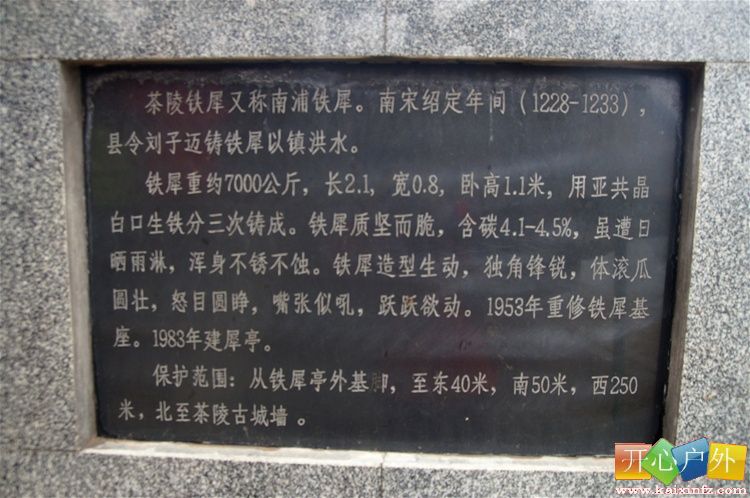 茶陵铁犀又称南浦铁犀。南宋绍定年间(1228-1233),
县令刘子迈铸铁犀以镇洪水。
铁犀重约7000公斤,长2.1,宽0.8,卧高1.1米,用亚共晶
白口生铁分三次铸成。铁犀质坚而脆,含碳4.1-4.5%,虽遭日
晒雨淋,浑身不锈不蚀。铁犀造型生动,独角锋锐,体滚瓜
圆壮,怒目圆睁,嘴张似吼,跃跃欲动。1953年重修铁犀基
座。1983年建犀亭。
保护范围:从铁犀亭外基脚,至东40米,南50米,西250
米,北至茶陵古城墙。
开心户外
www.kaixinfz.com